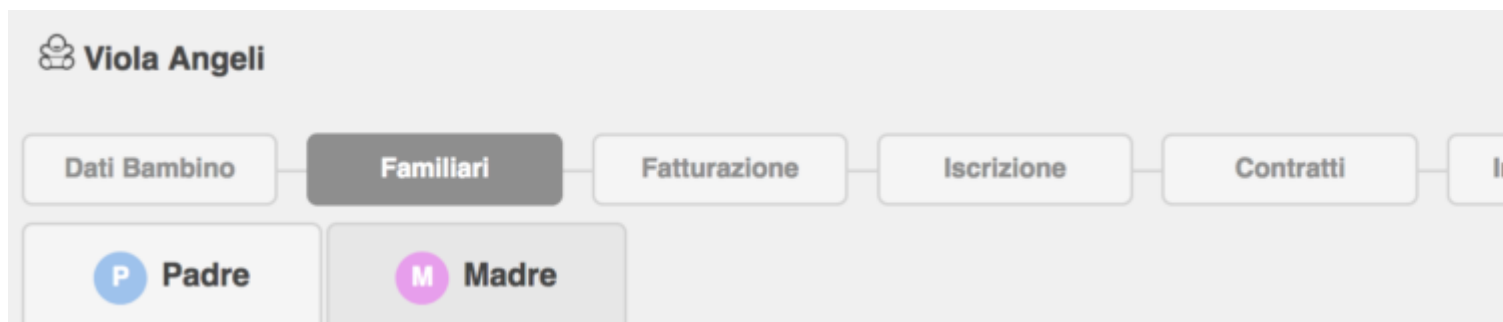 Viola Angeli
Dati Bambino Familiari Fatturazione Iscrizione Contratti
P Padre M Madre